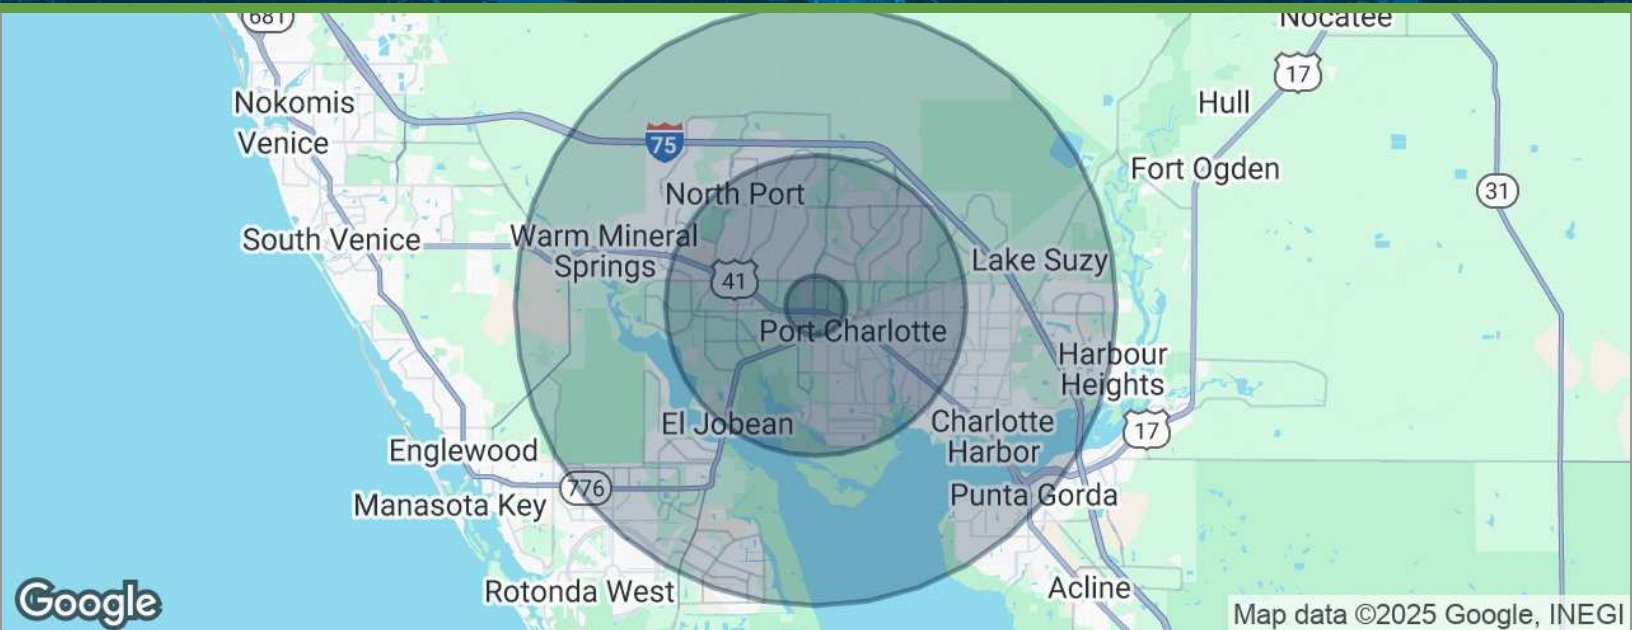 681
Nocatee
17
75
Nokomis
Hull
Venice
Fort Ogden
31
North Port
South Venice
Warm Mineral
Springs
41
Lake Suzy
Port Charlotte
Harbour
Heights
El Jobean
Charlotte
Harbor
17
Englewood
776
Manasota Key
Punta Gorda
Rotonda West
Acline
Google
Map data ©2025 Google, INEGI